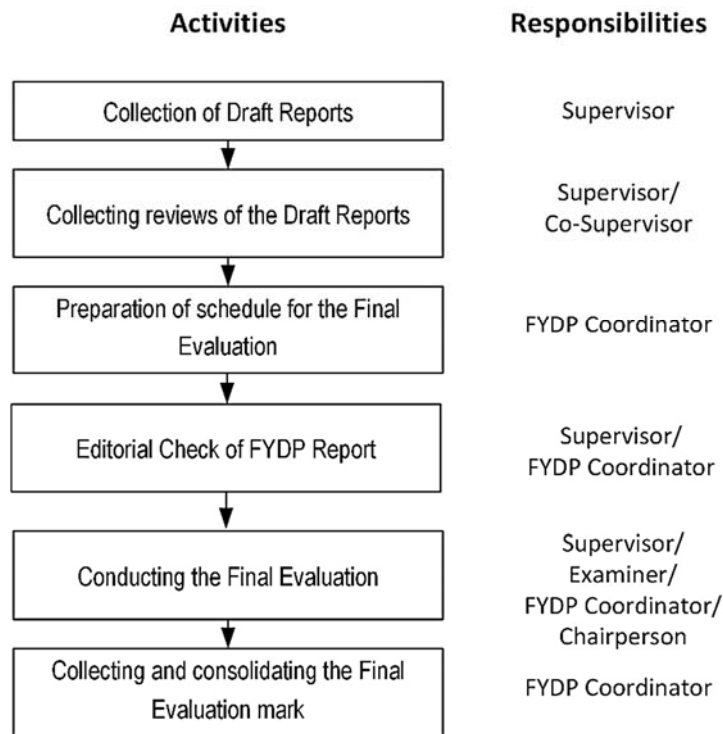 Activities
Responsibilities
Collection of Draft Reports
Supervisor
Collecting reviews of the Draft Reports
Supervisor/
Co-Supervisor
Preparation of schedule for the Final
Evaluation
FYDP Coordinator
Editorial Check of FYDP Report
Supervisor/
FYDP Coordinator
Conducting the Final Evaluation
Supervisor/
Examiner/
FYDP Coordinator/
Chairperson
Collecting and consolidating the Final
Evaluation mark
FYDP Coordinator